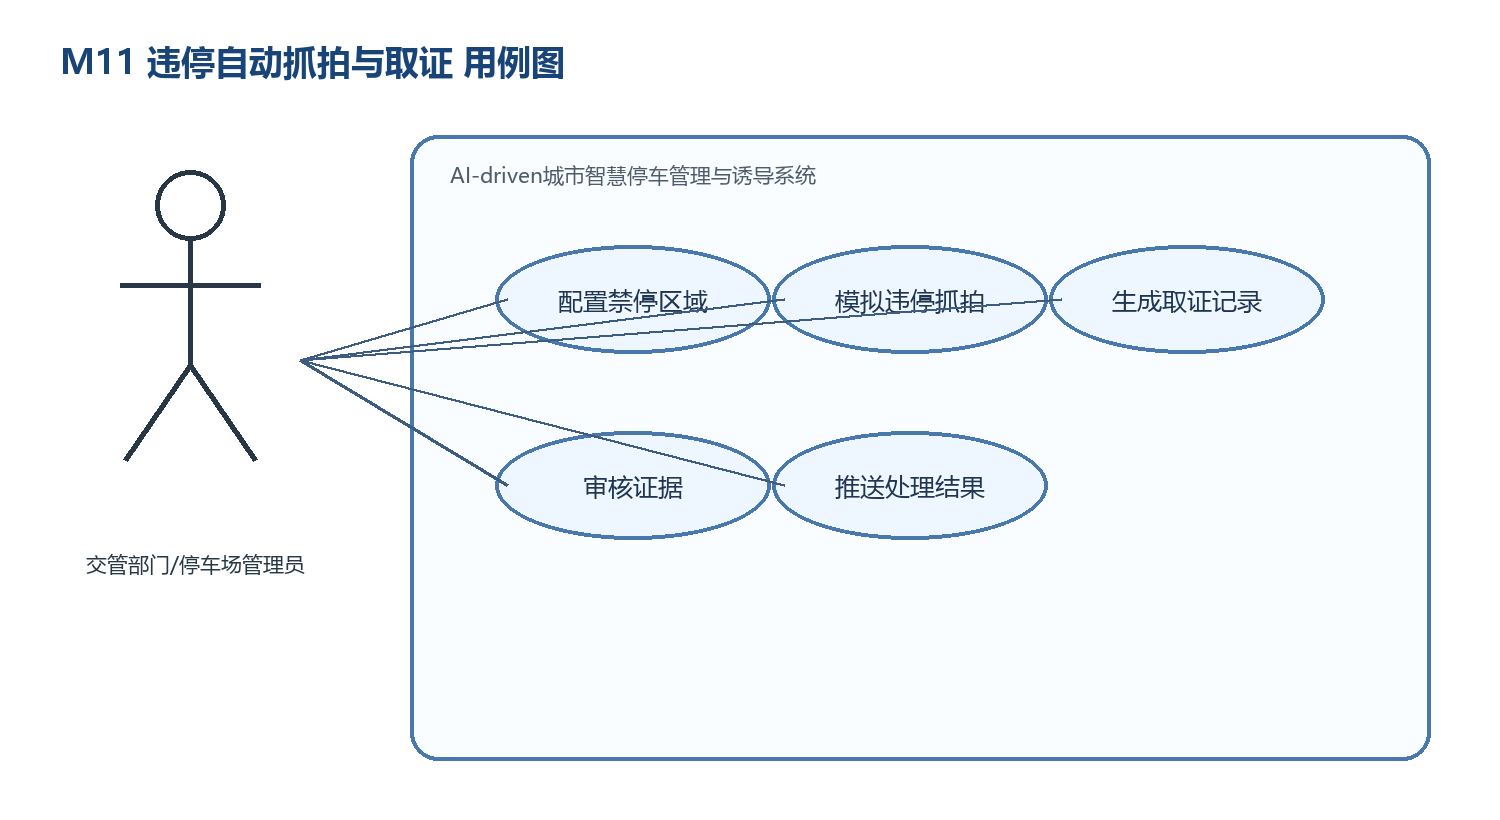 M11 违停自动抓拍与取证 用例图
AI-driven城市智慧停车管理与诱导系统
配置禁停区域
模拟违停抓拍
生成取证记录
审核证据
推送处理结果
交管部门/停车场管理员